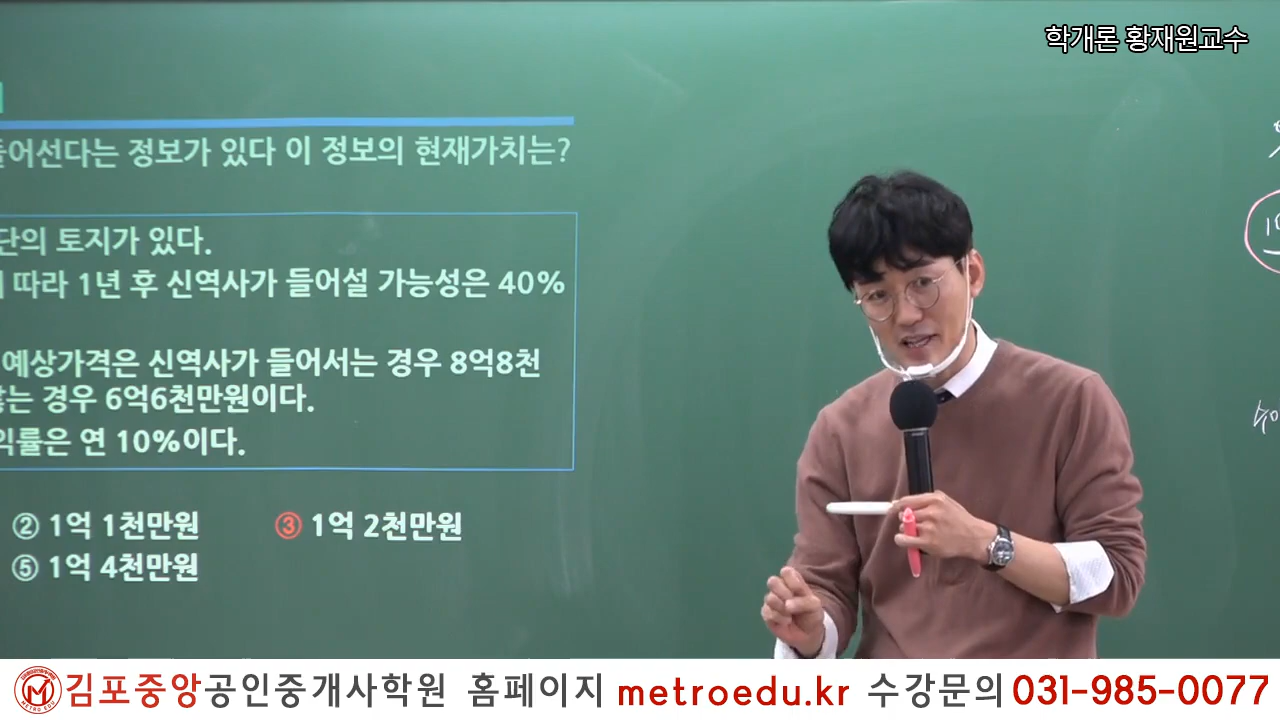 학개론 황재원교수
들어선다는 정보가 있다 이 정보의 현재가치는?
단의 토지가 있다.
따라 1년 후 신역사가 들어설 가능성은 40%
예상가격은 신역사가 들어서는 경우 8억8천
는 경우 6억6천만원이다.
익률은 연 10%이다.
② 1억 1천만원 ③ 1억 2천만원
⑤ 1억 4천만원
METRO EDU
김포중앙공인중개사학원 홈페이지 metroedu.kr 수강문의 031-985-0077